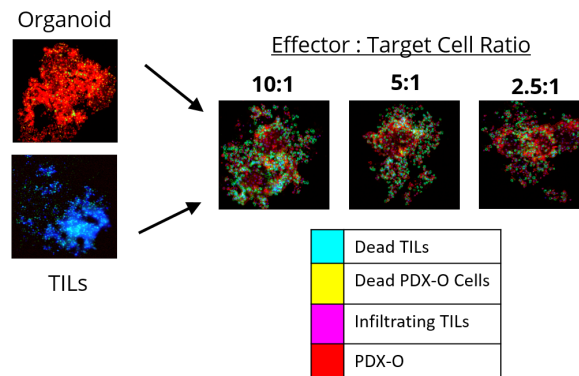 Organoid
Effector : Target Cell Ratio
10:1
5:1
2.5:1
TILs
Dead TILs
Dead PDX-O Cells
Infiltrating TILs
PDX-O